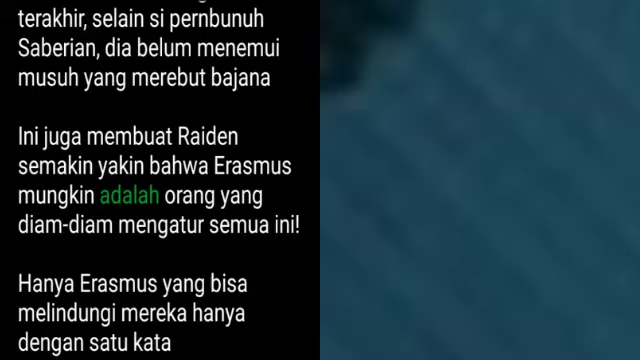 terakhir, selain si pernbunuh
Saberian, dia belum menemui
musuh yang merebut bajana
Ini juga membuat Raiden
semakin yakin bahwa Erasmus
mungkin adalah orang yang
diam-diam mengatur semua ini!
Hanya Erasmus yang bisa
melindungi mereka hanya
dengan satu kata